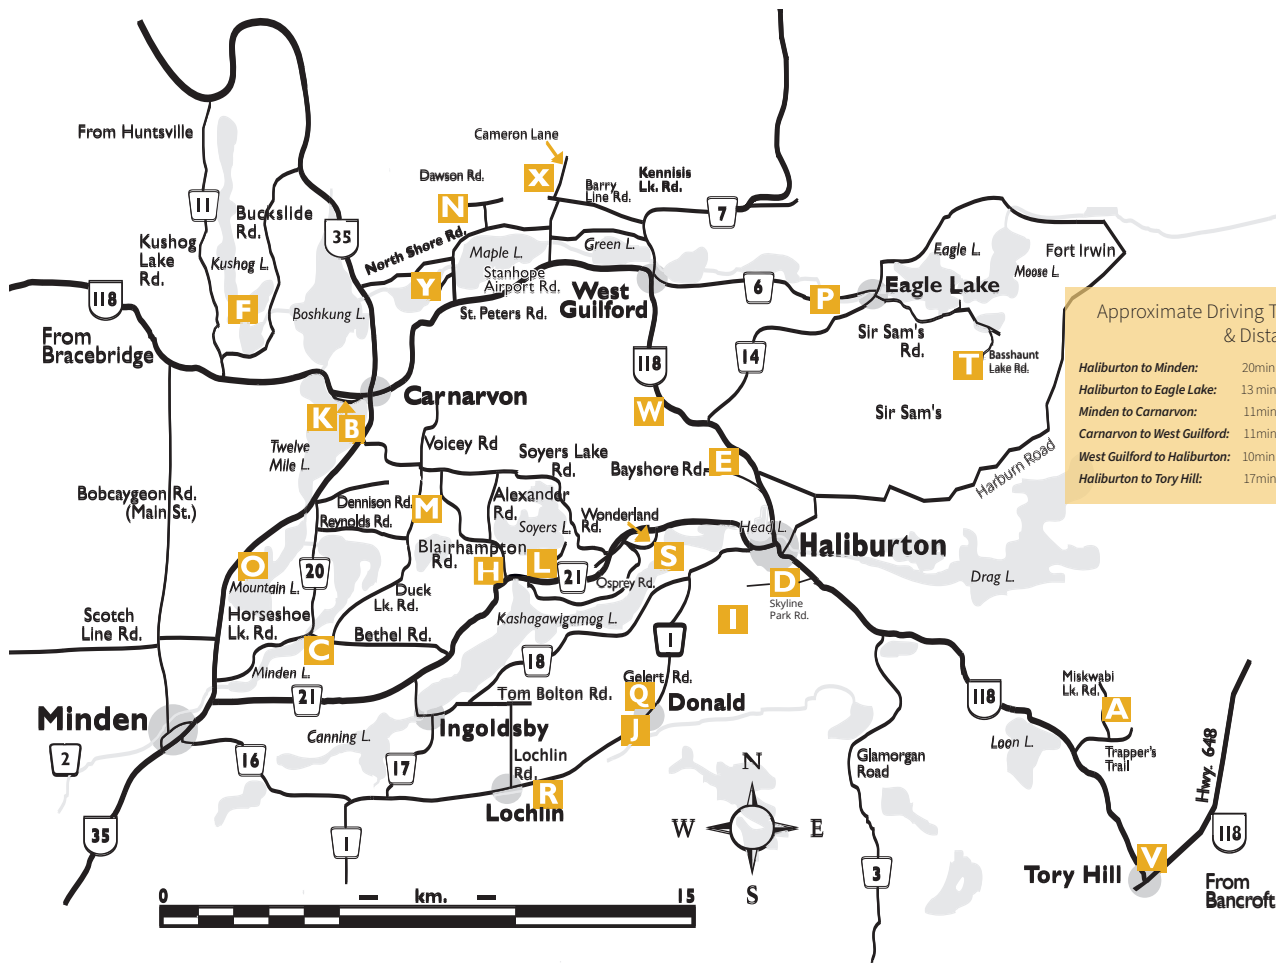 From Huntsville
Cameron Lane
Dawson Rd.
X
Barry
Line Rd.
Kennisis
Lk. Rd.
N
11
Buckslide
Rd.
35
7
Kushog
Lake
Rd.
Kushog L.
North Shore Rd.
Maple L.
Green L.
Stanhope
Airport Rd.
Eagle L.
Fort Irwin
Moose L.
118
F
Boshkung L.
Y
St. Peters Rd.
West
Guilford
6
P
Eagle Lake
From
Bracebridge
Sir Sam's
Rd.
118
14
T
Basshaunt
Lake Rd.
Approximate Driving T
& Dista
Haliburton to Minden: 20min
Haliburton to Eagle Lake: 13 min
Minden to Carnarvon: 11min
Carnarvon to West Guilford: 11min
West Guilford to Haliburton: 10min
Haliburton to Tory Hill: 17min
Carnarvon
K
B
W
Sir Sam's
Twelve
Mile L.
Voicey Rd
Soyers Lake
Rd.
Bayshore Rd.
E
Harburn Road
Bobcaygeon Rd.
(Main St.)
Dennison Rd.
Reynolds Rd.
M
Alexander
Rd.
Soyers L.
Wonderland
Rd.
Head L.
Haliburton
Blairhampton
Rd.
O
Mountain L.
20
H
L
21
Osprey Rd.
S
D
Skyline
Park Rd.
Drag L.
Duck
Lk. Rd.
Scotch
Line Rd.
Horseshoe
Lk. Rd.
Kashagawigamog L.
I
C
Bethel Rd.
1
Minden L.
18
Gelert Rd.
Q
21
Tom Bolton Rd.
Donald
J
118
Miskwabi
Lk. Rd.
A
Minden
2
Ingoldsby
Canning L.
16
17
Lochlin
Rd.
R
Lochlin
Glamorgan
Road
Loon L.
Trapper's
Trail
Hwy. 648
N
W
E
S
35
1
3
118
V
Tory Hill
From
Bancroft
0
km.
15